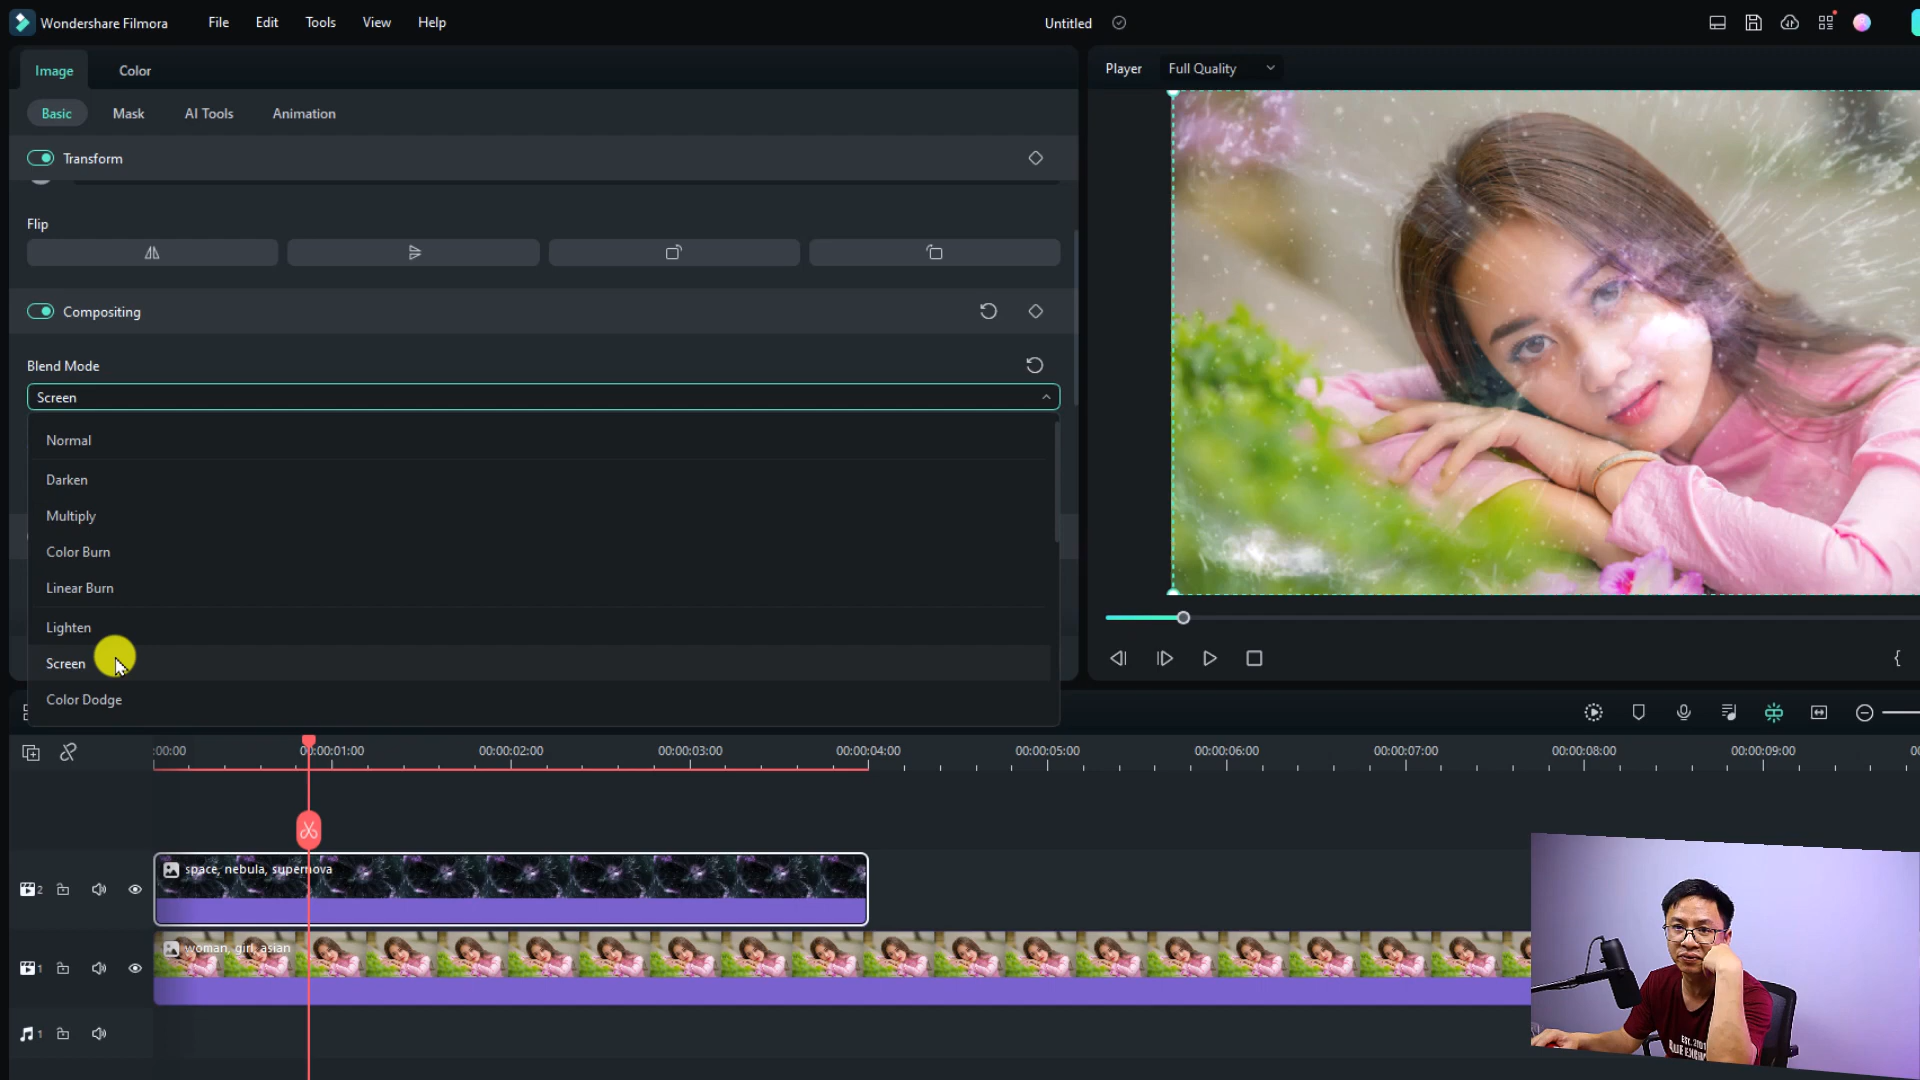 Wondershare Filmora File Edit Tools View Help Untitled
Image Color
Player Full Quality
Basic Mask AI Tools Animation
Transform
Flip
Compositing
Blend Mode
Screen
Normal
Darken
Multiply
Color Burn
Linear Burn
Lighten
Screen
Color Dodge
:00:00 00:00:01:00 00:00:02:00 00:00:03:00 00:00:04:00 00:00:05:00 00:00:06:00 00:00:07:00 00:00:08:00 00:00:09:00
space, nebula, supernova
2
woman, girl, asian
1
1